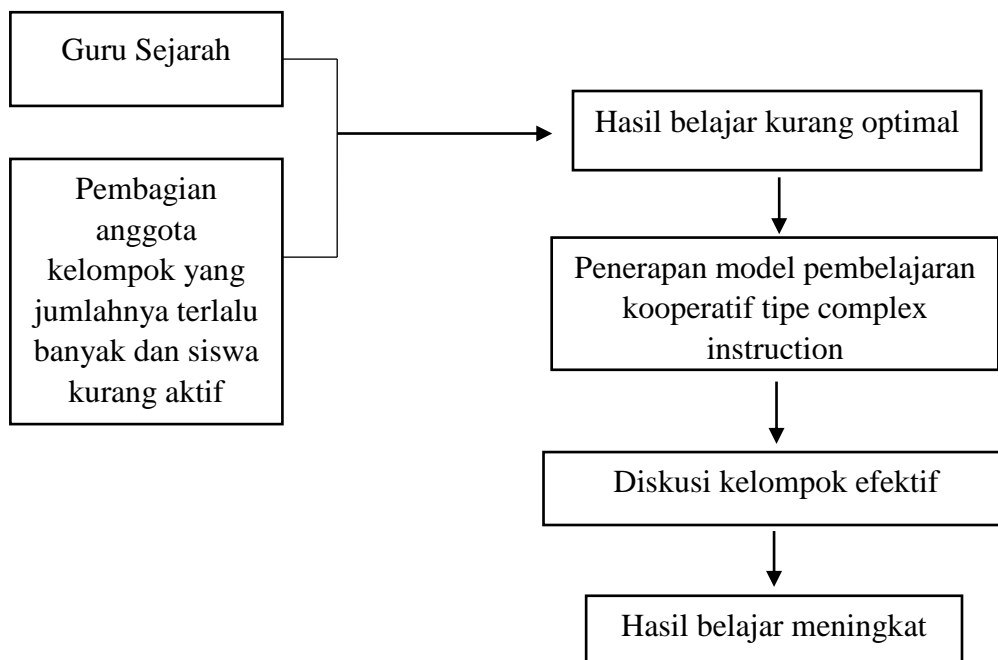 Guru Sejarah
Pembagian
anggota
kelompok yang
jumlahnya terlalu
banyak dan siswa
kurang aktif
Hasil belajar kurang optimal
Penerapan model pembelajaran
kooperatif tipe complex
instruction
Diskusi kelompok efektif
Hasil belajar meningkat